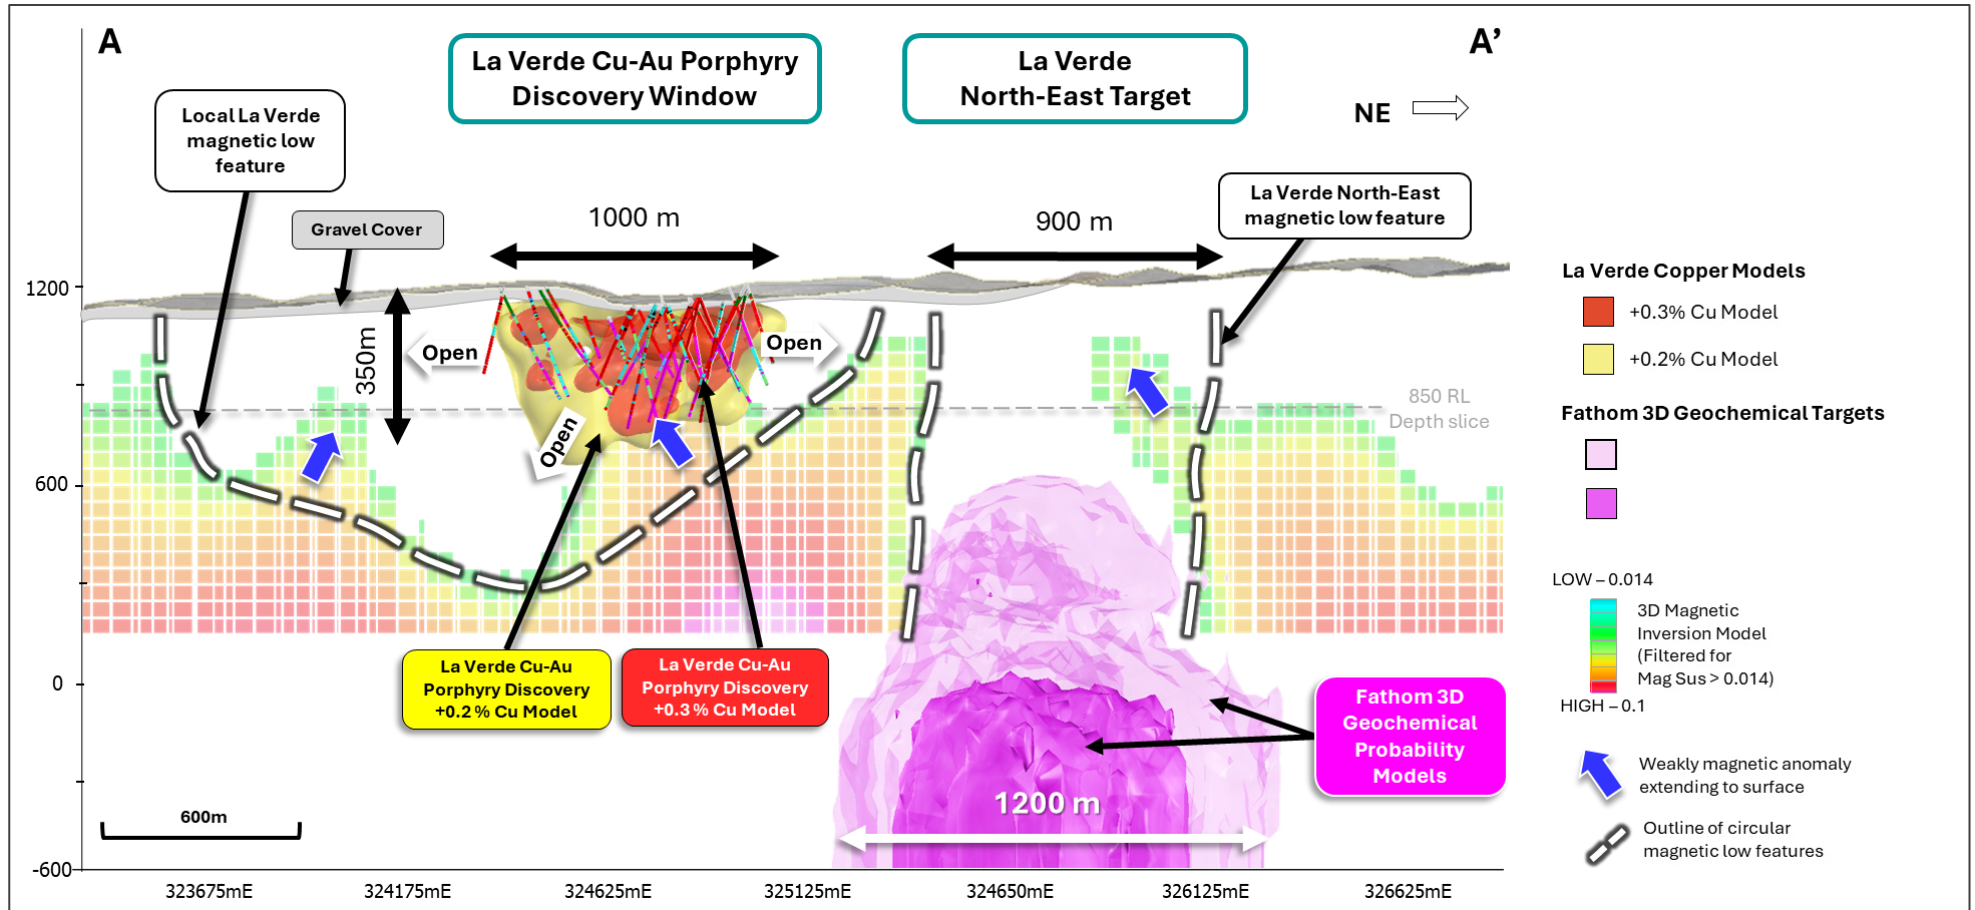 A
La Verde Cu-Au Porphyry
Discovery Window
La Verde
North-East Target
A’
NE
Local La Verde
magnetic low
feature
Gravel Cover
1000 m
900 m
La Verde North-East
magnetic low feature
1200
600
0
-600
350m
Open
Open
Open
850 RL
Depth slice
La Verde Cu-Au
Porphyry Discovery
+0.2 % Cu Model
La Verde Cu-Au
Porphyry Discovery
+0.3 % Cu Model
Fathom 3D
Geochemical
Probability
Models
1200 m
600m
323675mE
324175mE
324625mE
325125mE
324650mE
326125mE
326625mE
La Verde Copper Models
+0.3% Cu Model
+0.2% Cu Model
Fathom 3D Geochemical Targets
LOW – 0.014
3D Magnetic
Inversion Model
(Filtered for
Mag Sus > 0.014)
HIGH – 0.1
Weakly magnetic anomaly
extending to surface
Outline of circular
magnetic low features